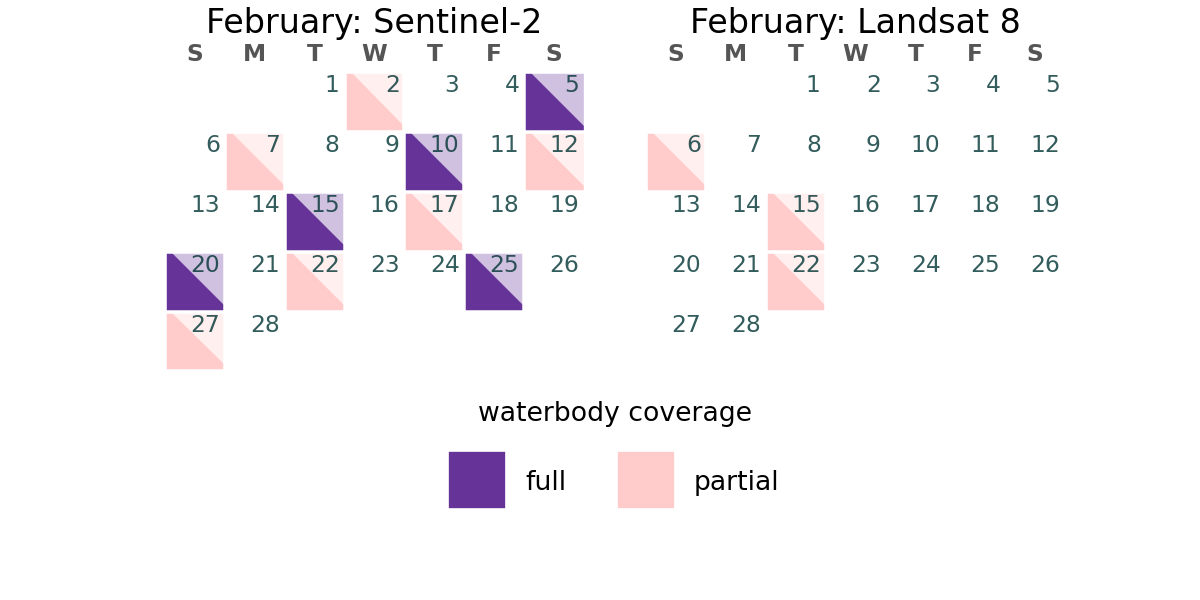 February: Sentinel-2
S M T W T F S
1 2 3 4 5
6 7 8 9 10 11 12
13 14 15 16 17 18 19
20 21 22 23 24 25 26
27 28
February: Landsat 8
S M T W T F S
1 2 3 4 5
6 7 8 9 10 11 12
13 14 15 16 17 18 19
20 21 22 23 24 25 26
27 28
waterbody coverage
full partial